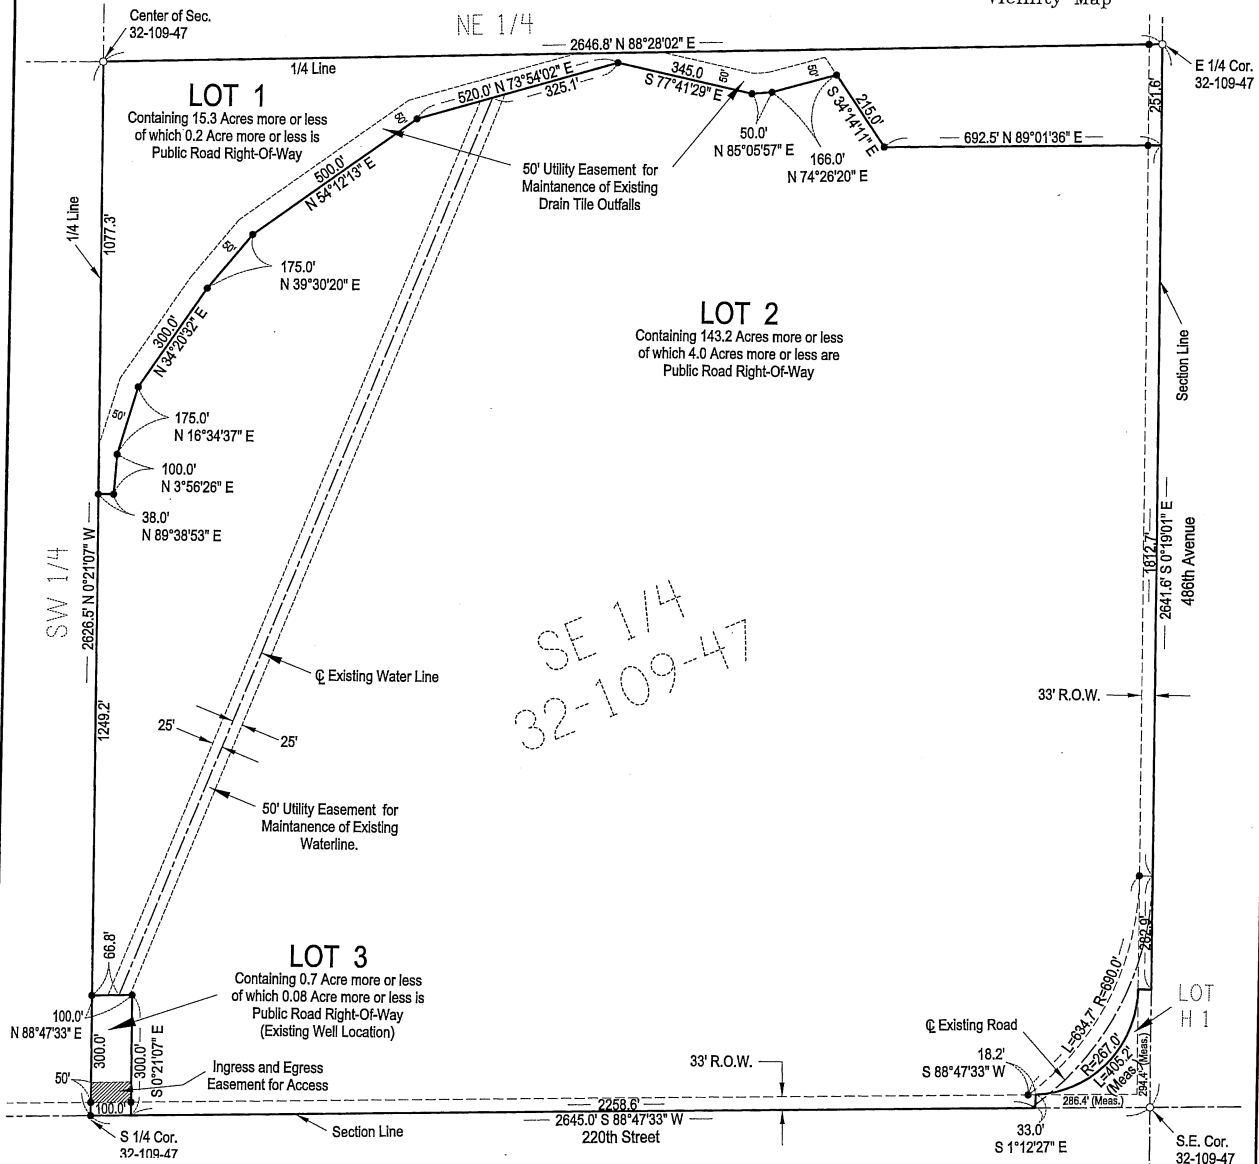 Vicinity Map
Center of Sec.
32-109-47
NE 1/4
2646.8' N 88°28'02" E
E 1/4 Cor.
32-109-47
1/4 Line
LOT 1
Containing 15.3 Acres more or less
of which 0.2 Acre more or less is
Public Road Right-Of-Way
520.0' N 73°54'02" E
325.1'
345.0
S 77°41'29" E
50'
50'
215.0'
S 34°14'11" E
251.6'
692.5' N 89°01'36" E
50.0'
N 85°05'57" E
166.0'
N 74°26'20" E
50'
500.0'
N 54°12'13" E
50' Utility Easement for
Maintanence of Existing
Drain Tile Outfalls
1/4 Line
1077.3'
50'
175.0'
N 39°30'20" E
300.0'
N 34°20'32" E
LOT 2
Containing 143.2 Acres more or less
of which 4.0 Acres more or less are
Public Road Right-Of-Way
Section Line
50'
175.0'
N 16°34'37" E
100.0'
N 3°56'26" E
38.0'
N 89°38'53" E
SW 1/4
2626.5' N 0°21'07" W
1812.7'
2641.6' S 0°19'01" E
486th Avenue
SE 1/4
32-109-47
℄ Existing Water Line
33' R.O.W.
1249.2'
25'
25'
50' Utility Easement for
Maintanence of Existing
Waterline.
66.8'
LOT 3
Containing 0.7 Acre more or less
of which 0.08 Acre more or less is
Public Road Right-Of-Way
(Existing Well Location)
282.9'
LOT
H 1
100.0'
N 88°47'33" E
300.0'
300.0'
S 0°21'07" E
℄ Existing Road
L=634.7' R=690.0'
R=267.0'
L=405.2'
(Meas.)
294.4' (Meas.)
286.4' (Meas.)
18.2'
S 88°47'33" W
33' R.O.W.
Ingress and Egress
Easement for Access
50'
100.0'
2258.6'
2645.0' S 88°47'33" W
220th Street
Section Line
33.0'
S 1°12'27" E
S 1/4 Cor.
32-109-47
S.E. Cor.
32-109-47